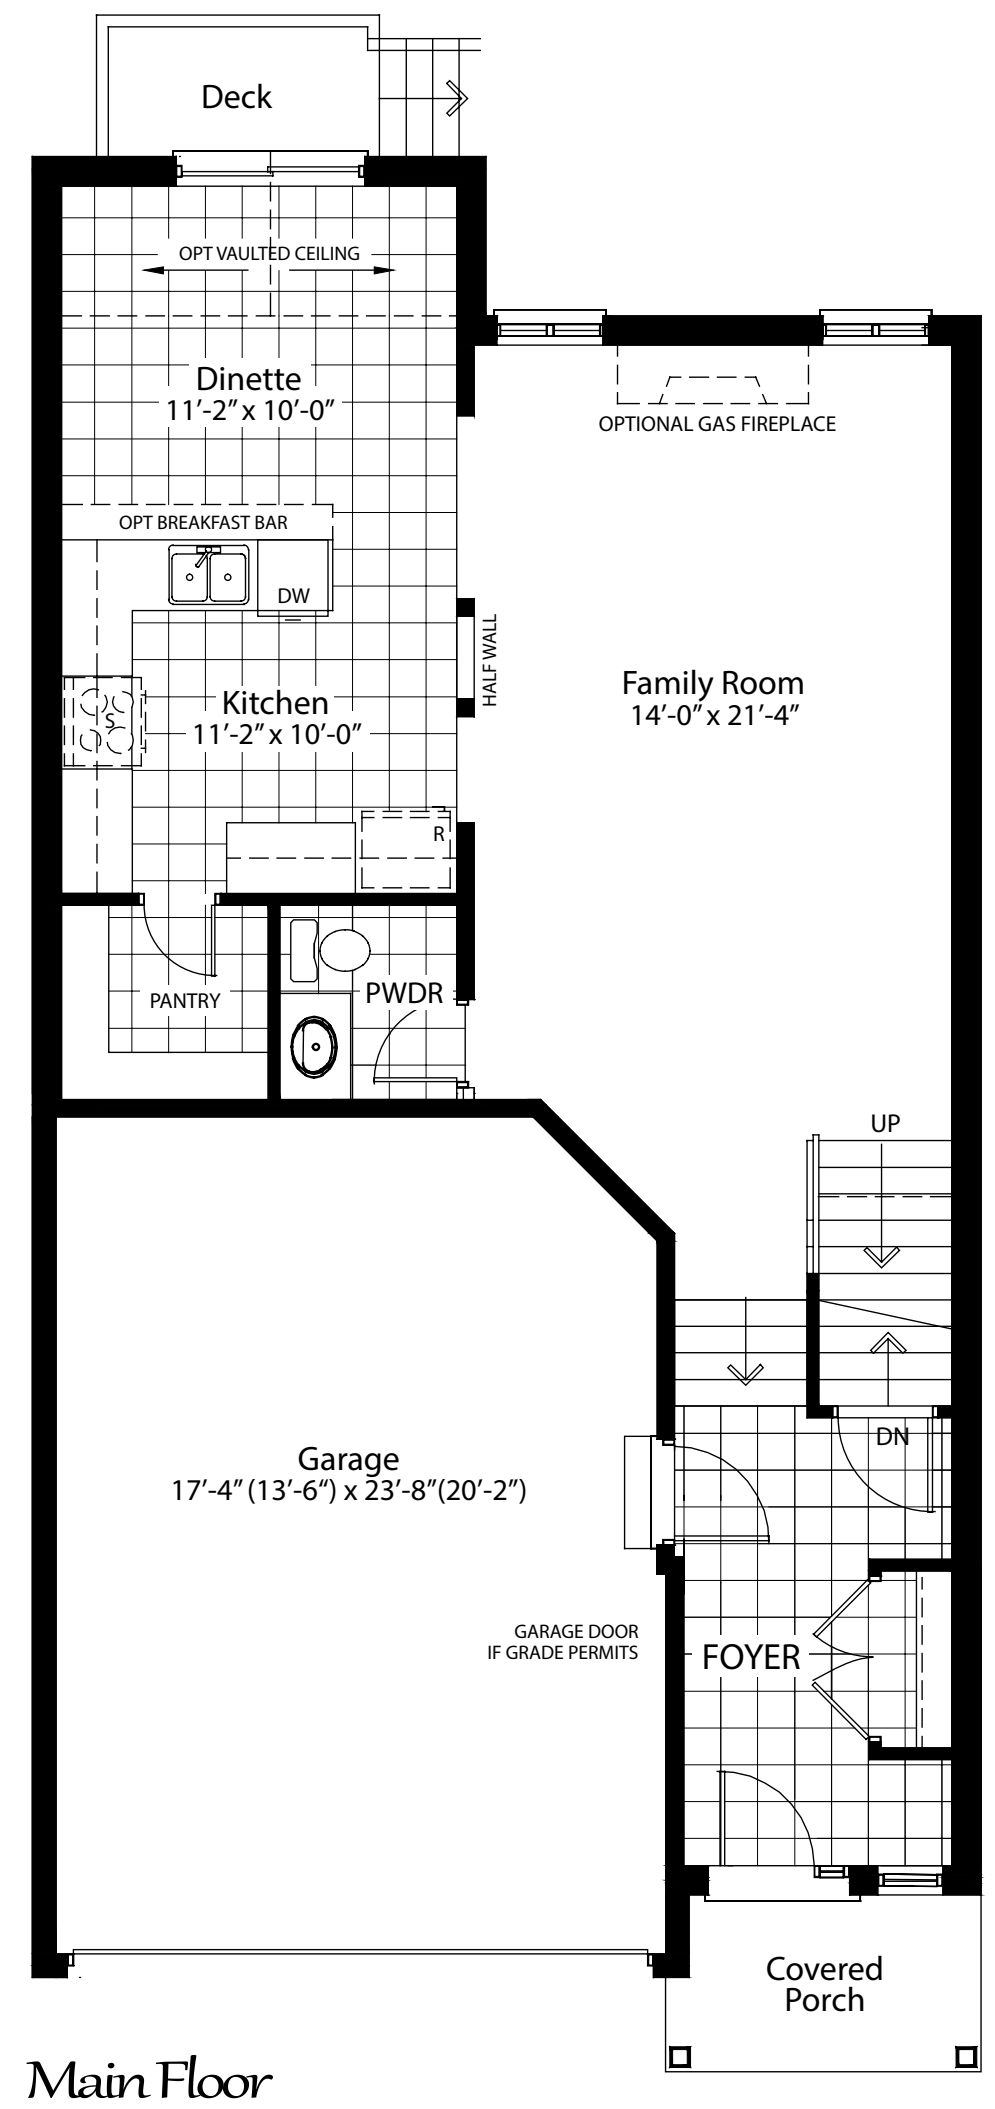 Deck
OPT VAULTED CEILING
Dinette
11’-2” x 10’-0”
OPTIONAL GAS FIREPLACE
OPT BREAKFAST BAR
DW
HALF WALL
S
Kitchen
11’-2” x 10’-0”
Family Room
14’-0” x 21’-4”
R
PANTRY
PWDR
UP
DN
Garage
17’-4” (13’-6“) x 23’-8”(20’-2”)
GARAGE DOOR
IF GRADE PERMITS
FOYER
Covered
Porch
Main Floor